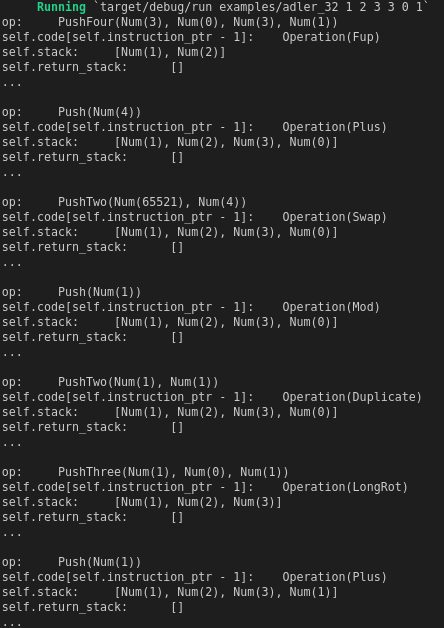 Running `target/debug/run examples/adler_32 1 2 3 3 0 1`
op: PushFour(Num(3), Num(0), Num(3), Num(1))
self.code[self.instruction_ptr - 1]: Operation(Fup)
self.stack: [Num(1), Num(2)]
self.return_stack: []
...
op: Push(Num(4))
self.code[self.instruction_ptr - 1]: Operation(Plus)
self.stack: [Num(1), Num(2), Num(3), Num(0)]
self.return_stack: []
...
op: PushTwo(Num(65521), Num(4))
self.code[self.instruction_ptr - 1]: Operation(Swap)
self.stack: [Num(1), Num(2), Num(3), Num(0)]
self.return_stack: []
...
op: Push(Num(1))
self.code[self.instruction_ptr - 1]: Operation(Mod)
self.stack: [Num(1), Num(2), Num(3), Num(0)]
self.return_stack: []
...
op: PushTwo(Num(1), Num(1))
self.code[self.instruction_ptr - 1]: Operation(Duplicate)
self.stack: [Num(1), Num(2), Num(3), Num(0)]
self.return_stack: []
...
op: PushThree(Num(1), Num(0), Num(1))
self.code[self.instruction_ptr - 1]: Operation(LongRot)
self.stack: [Num(1), Num(2), Num(3)]
self.return_stack: []
...
op: Push(Num(1))
self.code[self.instruction_ptr - 1]: Operation(Plus)
self.stack: [Num(1), Num(2), Num(3), Num(1)]
self.return_stack: []
...